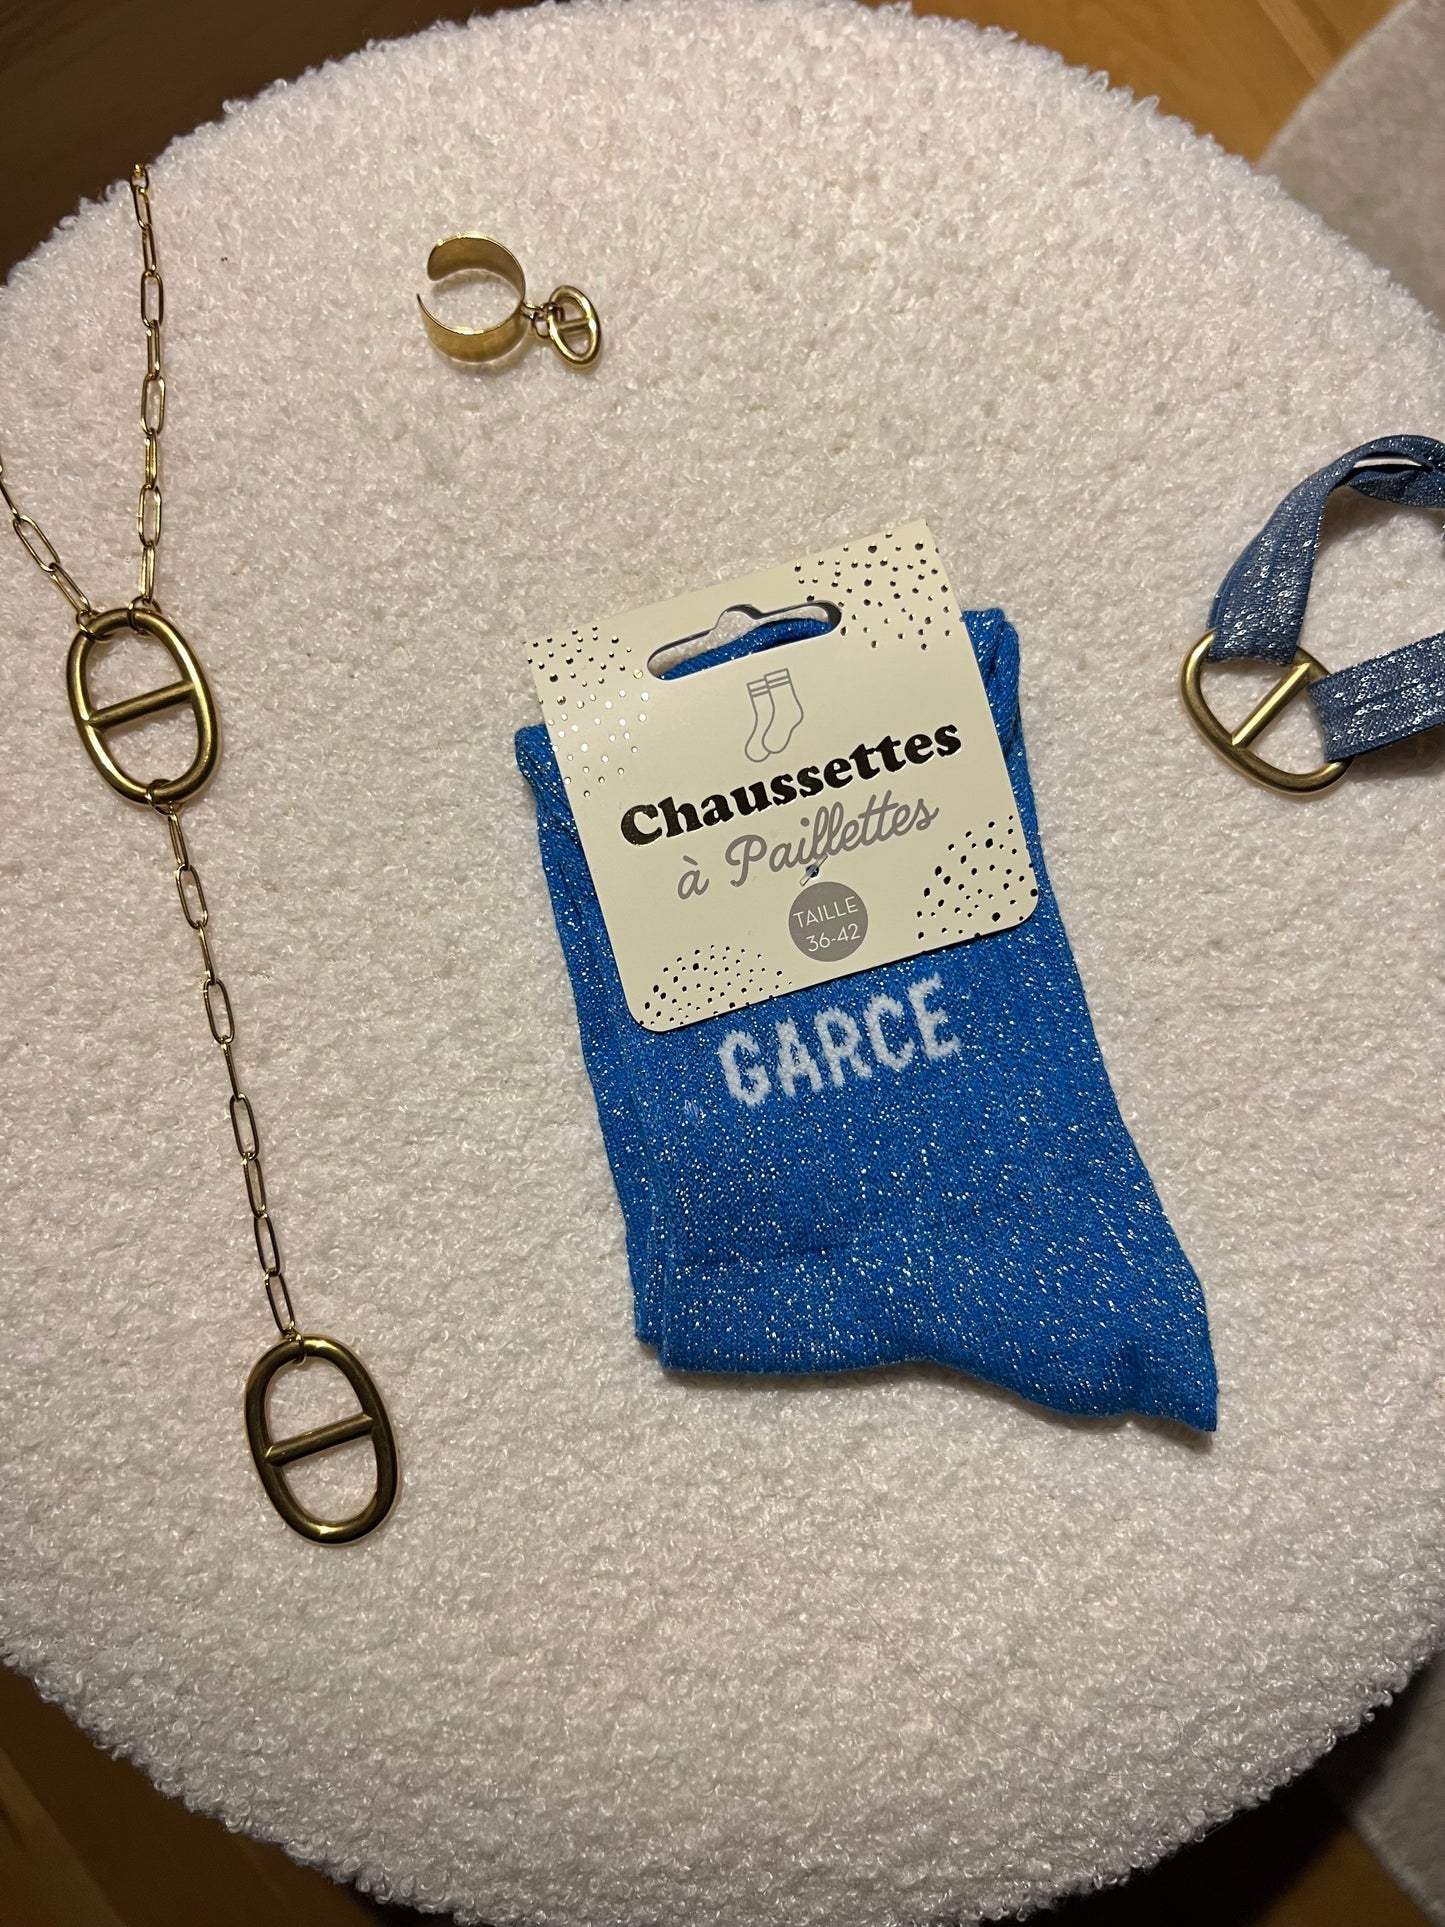 Chaussettes
à Paillettes
TAILLE
36-42
GARCE